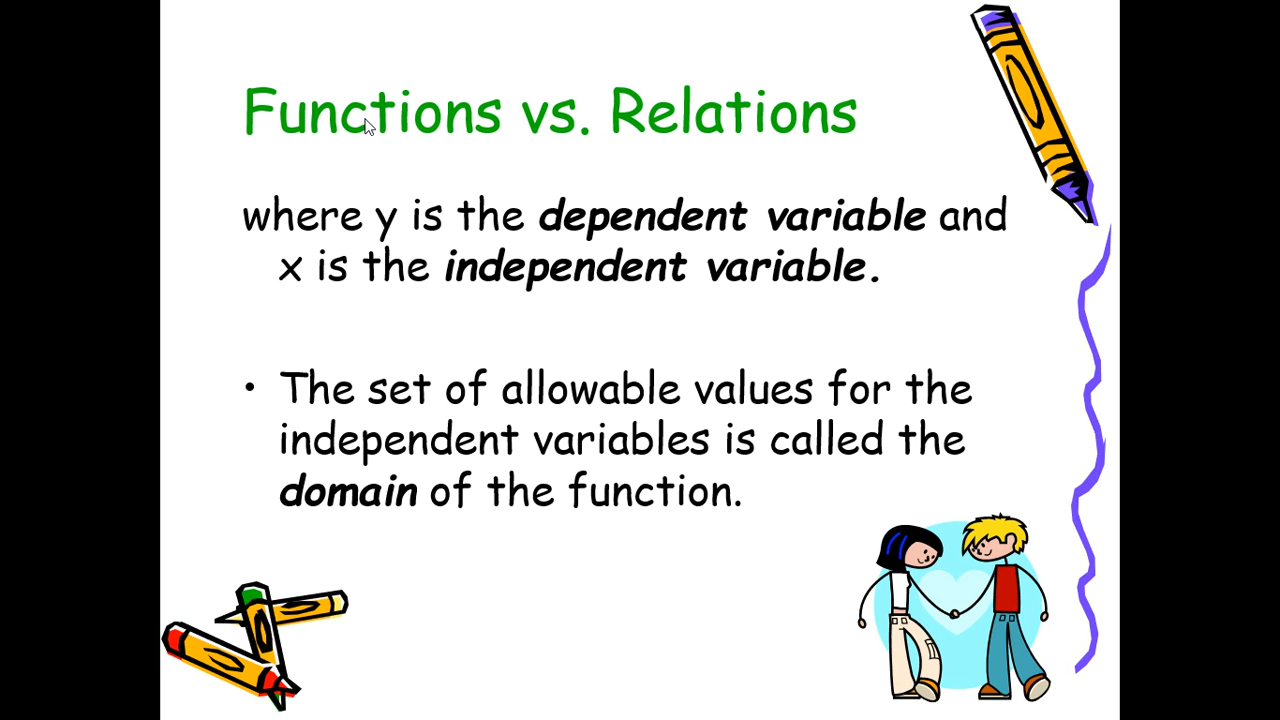 Functions vs. Relations
where y is the dependent variable and
x is the independent variable.
• The set of allowable values for the
independent variables is called the
domain of the function.